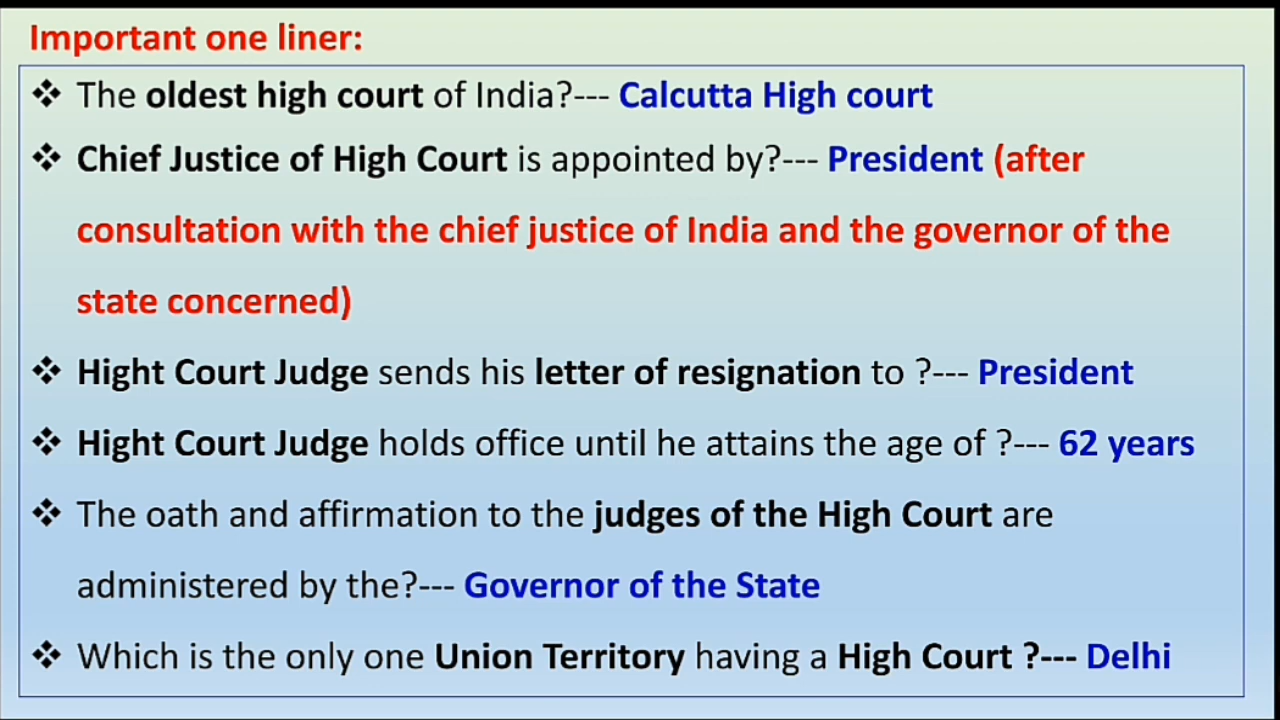 Important one liner:
❖ The oldest high court of India?--- Calcutta High court
❖ Chief Justice of High Court is appointed by?--- President (after
consultation with the chief justice of India and the governor of the
state concerned)
❖ Hight Court Judge sends his letter of resignation to ?--- President
❖ Hight Court Judge holds office until he attains the age of ?--- 62 years
❖ The oath and affirmation to the judges of the High Court are
administered by the?--- Governor of the State
❖ Which is the only one Union Territory having a High Court ?--- Delhi